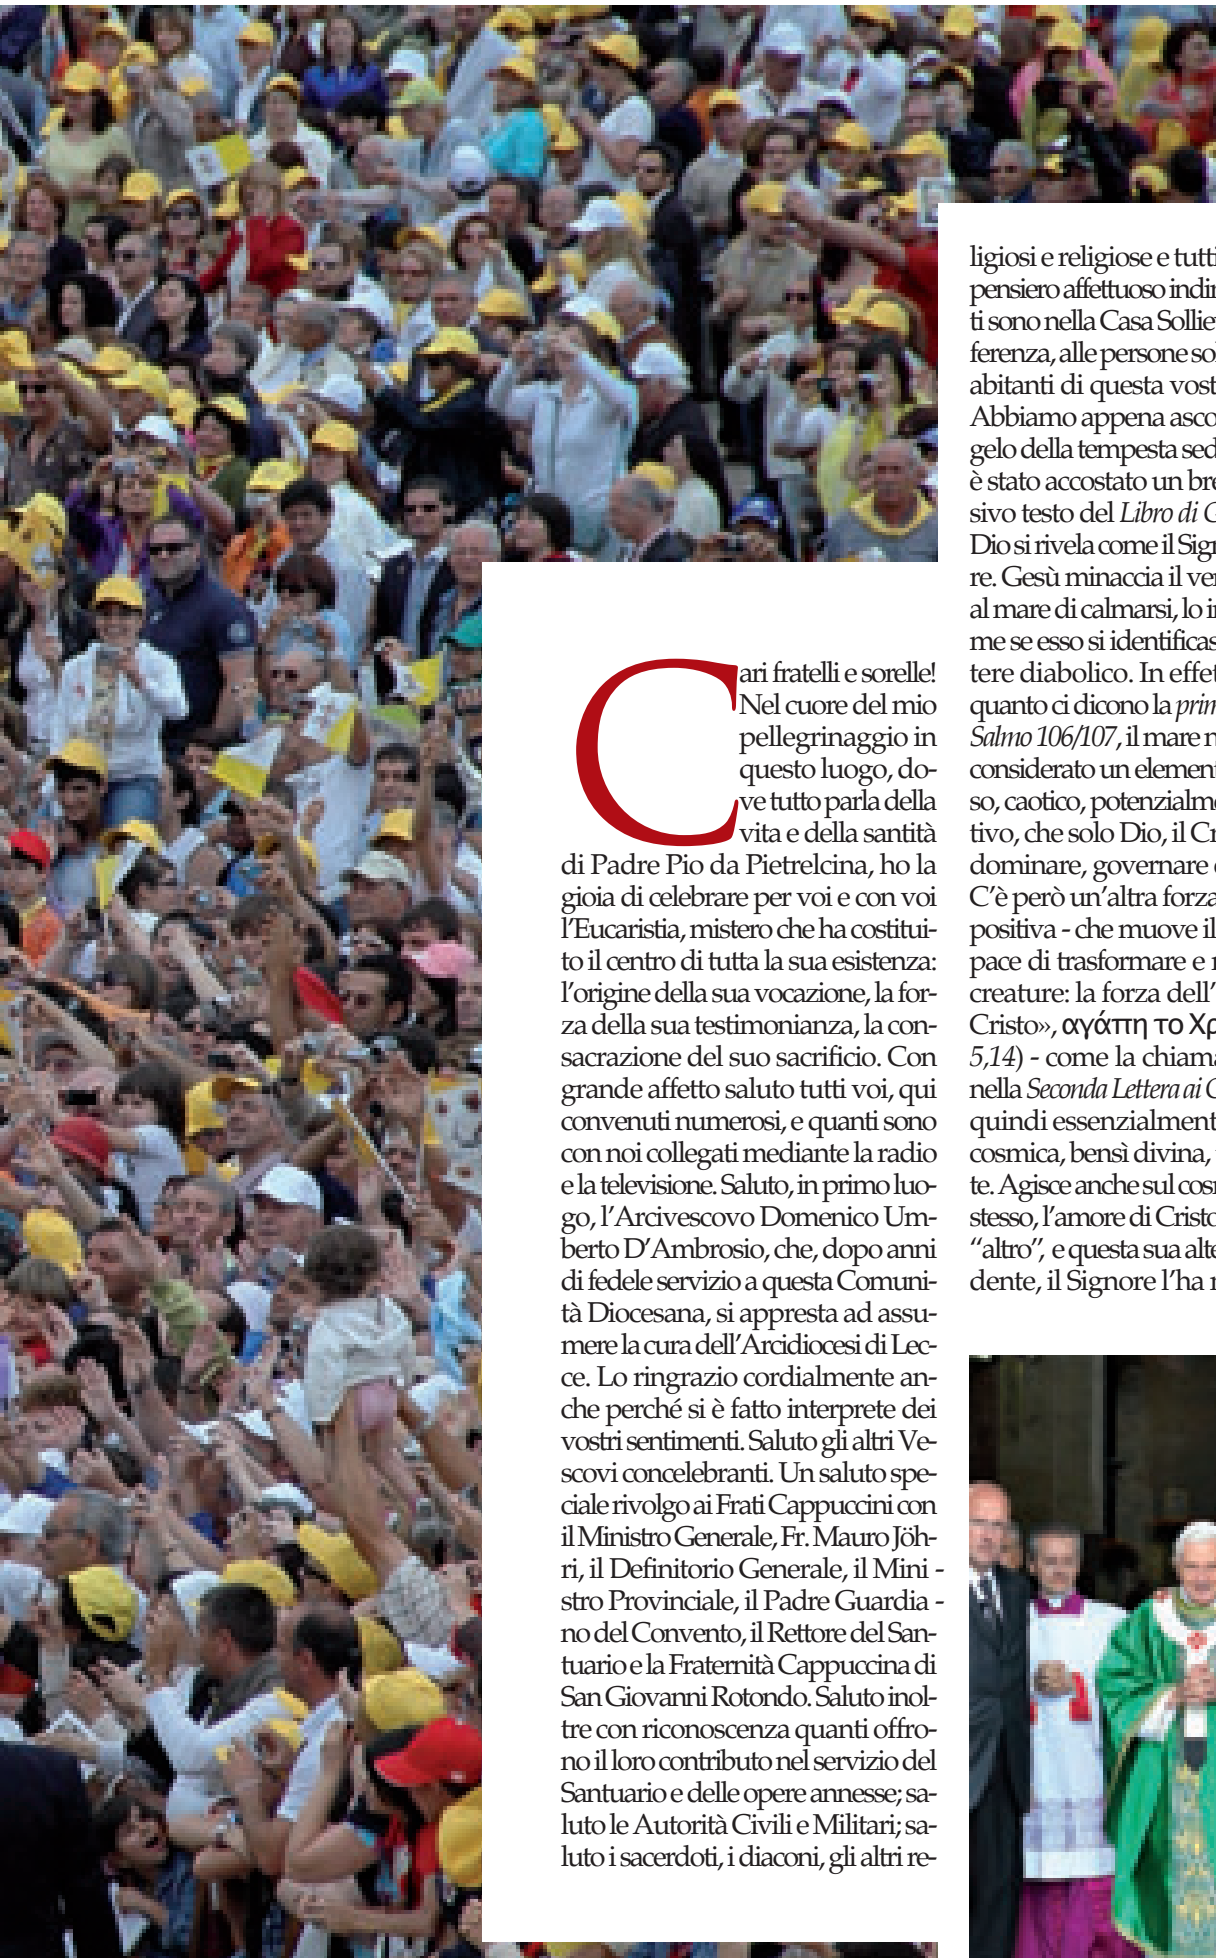 Cari fratelli e sorelle!
Nel cuore del mio
pellegrinaggio in
questo luogo, do-
ve tutto parla della
vita e della santità
di Padre Pio da Pietrelcina, ho la
gioia di celebrare per voi e con voi
l'Eucaristia, mistero che ha costitui-
to il centro di tutta la sua esistenza:
l'origine della sua vocazione, la for-
za della sua testimonianza, la con-
sacrazione del suo sacrificio. Con
grande affetto saluto tutti voi, qui
convenuti numerosi, e quanti sono
con noi collegati mediante la radio
e la televisione. Saluto, in primo luo-
go, l'Arcivescovo Domenico Um-
berto D'Ambrosio, che, dopo anni
di fedele servizio a questa Comuni-
tà Diocesana, si appresta ad assu-
mere la cura dell'Arcidiocesi di Lec-
ce. Lo ringrazio cordialmente an-
che perché si è fatto interprete dei
vostri sentimenti. Saluto gli altri Ve-
scovi concelebranti. Un saluto spe-
ciale rivolgo ai Frati Cappuccini con
il Ministro Generale, Fr. Mauro Jöh-
ri, il Definitorio Generale, il Mini -
stro Provinciale, il Padre Guardia -
no del Convento, il Rettore del San-
tuario e la Fraternità Cappuccina di
San Giovanni Rotondo. Saluto inol-
tre con riconoscenza quanti offro-
no il loro contributo nel servizio del
Santuario e delle opere annesse; sa-
luto le Autorità Civili e Militari; sa-
luto i sacerdoti, i diaconi, gli altri re-
ligiosi e religiose e tutti
pensiero affettuoso indir
ti sono nella Casa Solliev
ferenza, alle persone so
abitanti di questa vost
Abbiamo appena asco
gelo della tempesta sed
è stato accostato un bre
sivo testo del Libro di G
Dio si rivela come il Sign
re. Gesù minaccia il ve
al mare di calmarsi, lo i
me se esso si identificas
tere diabolico. In effet
quanto ci dicono la prim
Salmo 106/107, il mare n
considerato un element
so, caotico, potenzialme
tivo, che solo Dio, il Cr
dominare, governare e
C'è però un'altra forza
positiva - che muove il
pace di trasformare e r
creature: la forza dell'
Cristo», αγάπη το Χρ
5,14) - come la chiama
nella Seconda Lettera ai C
quindi essenzialment
cosmica, bensì divina,
te. Agisce anche sul cos
stesso, l'amore di Cristo
"altro", e questa sua alte
dente, il Signore l'ha